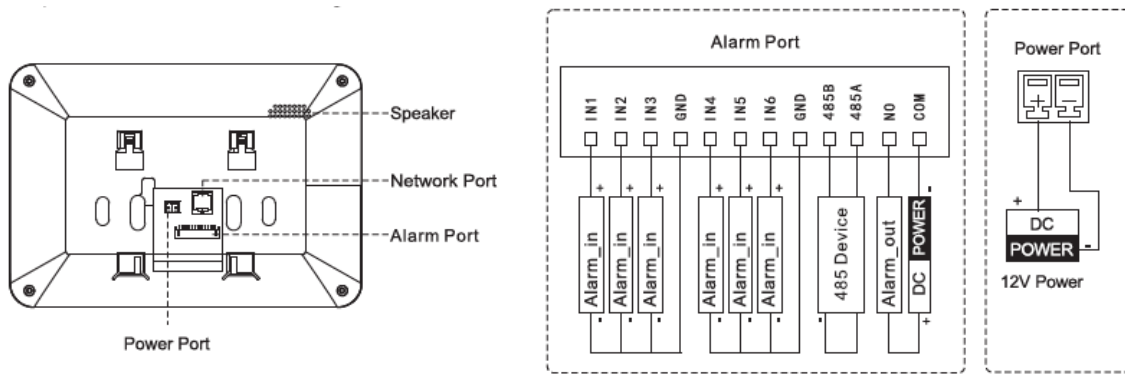 Speaker
Network Port
Alarm Port
Power Port
Alarm Port
IN1 IN2 IN3 GND IN4 IN5 IN6 GND 485B 485A NO COM
+ + + + + + -
Alarm_in Alarm_in Alarm_in Alarm_in Alarm_in Alarm_in 485 Device Alarm_out DC POWER
- - - - - - - +
Power Port
+ -
+
DC
POWER -
12V Power